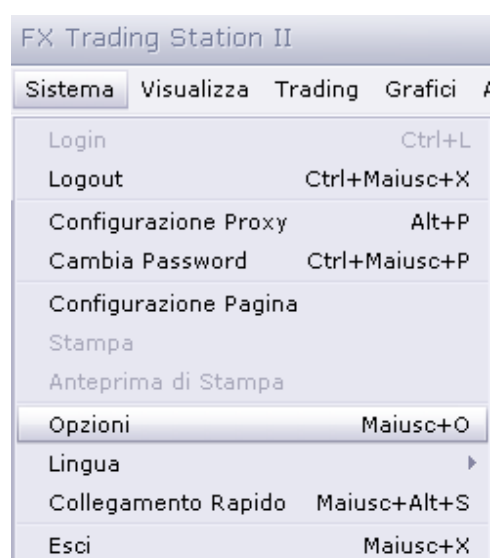 FX Trading Station II
Sistema Visualizza Trading Grafici
Login Ctrl+L
Logout Ctrl+Maiusc+X
Configurazione Proxy Alt+P
Cambia Password Ctrl+Maiusc+P
Configurazione Pagina
Stampa
Anteprima di Stampa
Opzioni Maiusc+O
Lingua
Collegamento Rapido Maiusc+Alt+S
Esci Maiusc+X